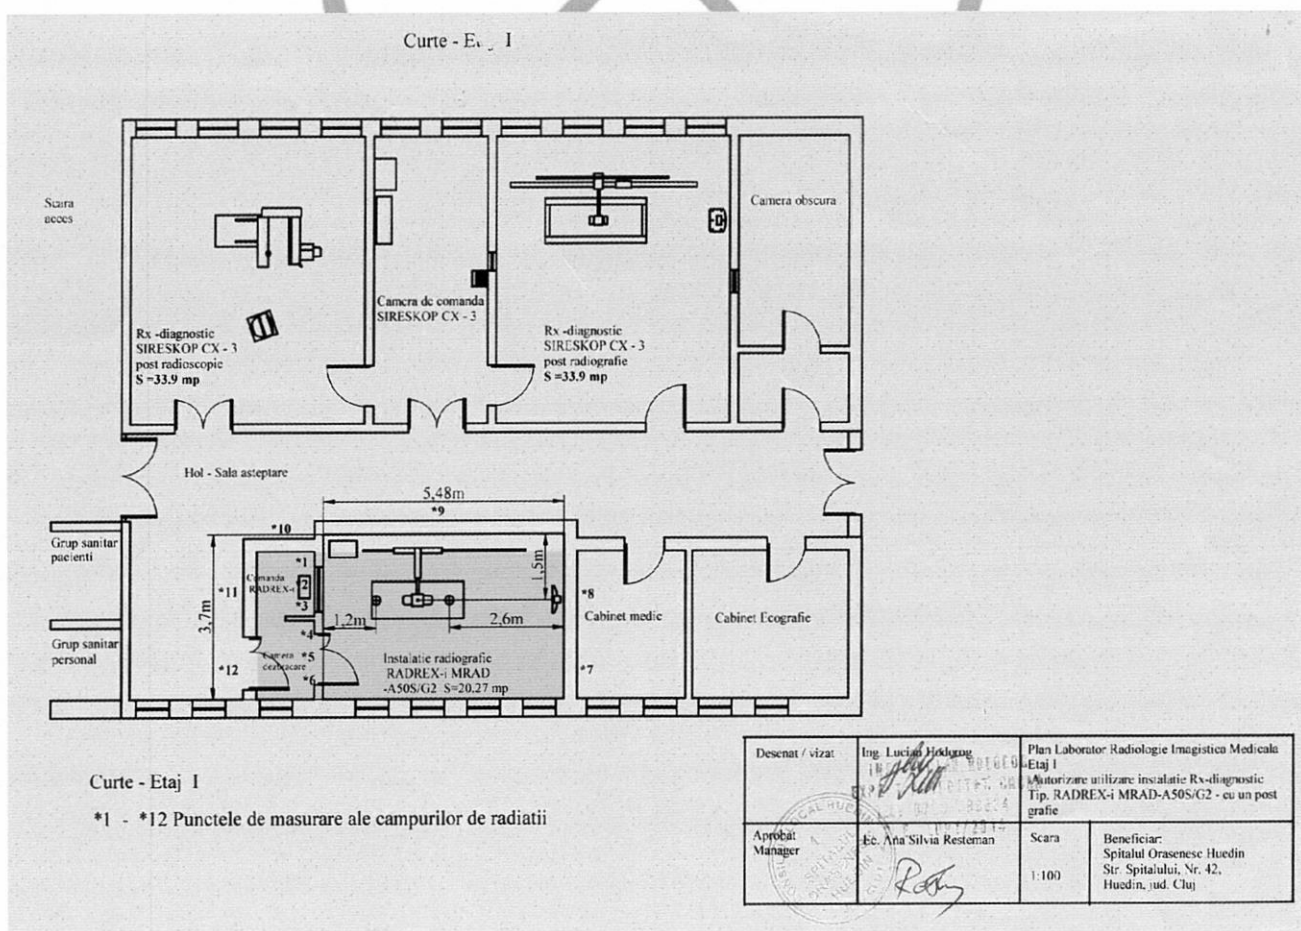 Curte - E I
Scara
acces
Camera obscura
Camera de comanda
SIRESKOP CX - 3
Rx -diagnostic
SIRESKOP CX - 3
post radioscopie
S =33.9 mp
Rx -diagnostic
SIRESKOP CX - 3
post radiografie
S =33.9 mp
Hol - Sala asteptare
5,48m
*9
*10
Grup sanitar
pacienti
*1
Comanda
RADREX-i
*2
*3
*11
3,7m
1,5m
*8
1,2m
2,6m
Cabinet medic
Cabinet Ecografie
*4
Grup sanitar
personal
Camera
dezbracare
*5
*6
*12
Instalatie radiografie
RADREX-i MRAD
-A50S/G2 S=20,27 mp
*7
Curte - Etaj I
*1 - *12 Punctele de masurare ale campurilor de radiatii
Desenat / vizat
Ing. Lucian Hodorog
Plan Laborator Radiologie Imagistica Medicala
Etaj I
Autorizare utilizare instalatie Rx-diagnostic
Tip. RADREX-i MRAD-A50S/G2 - cu un post
grafie
Aprobat
Manager
Ec. Ana Silvia Resteman
Scara
1:100
Beneficiar:
Spitalul Orasenesc Huedin
Str. Spitalului, Nr. 42,
Huedin, jud. Cluj